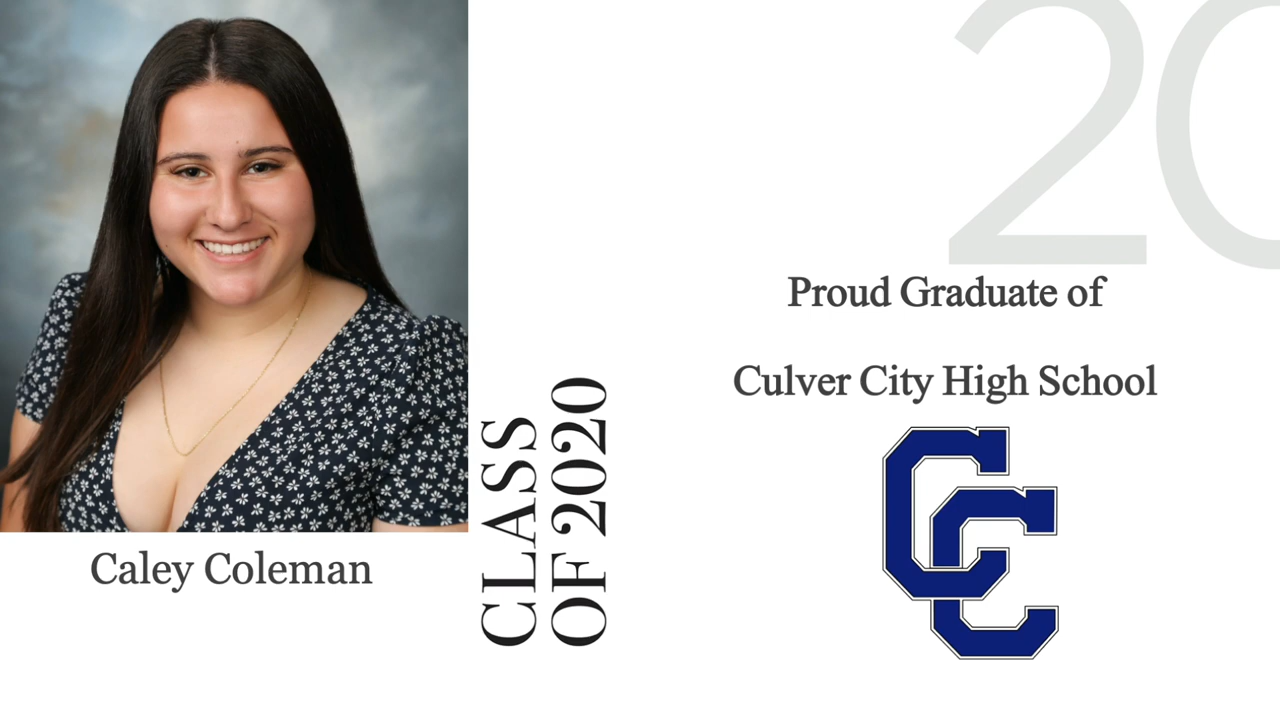 Caley Coleman
CLASS
OF 2020
20
Proud Graduate of
Culver City High School
CC